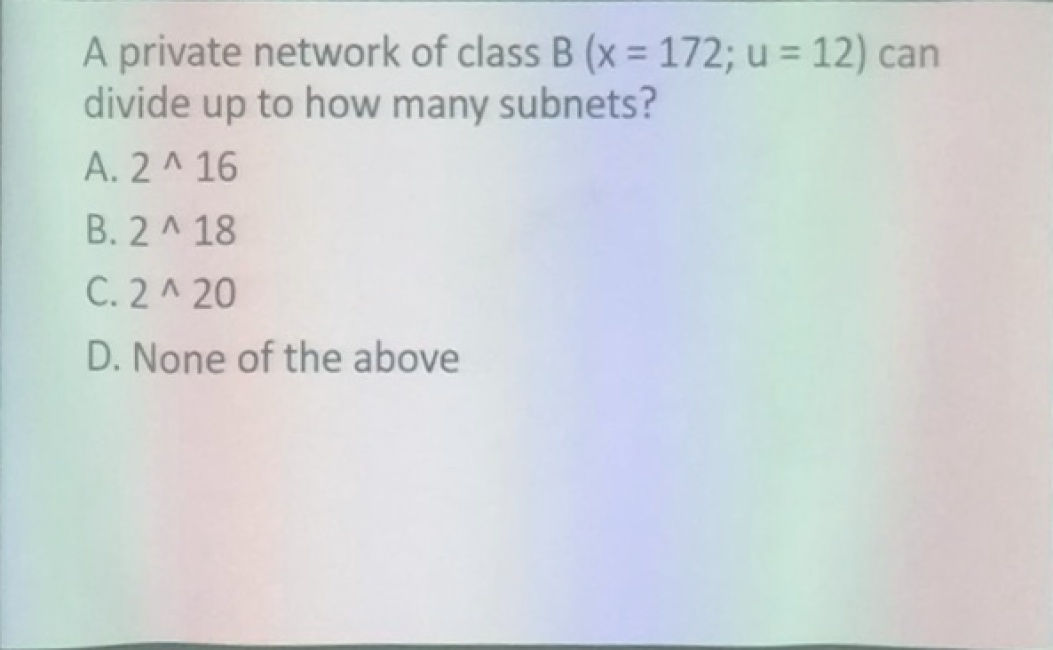 A private network of class B (x = 172; u = 12) can
divide up to how many subnets?
A. 2 ^ 16
B. 2 ^ 18
C. 2 ^ 20
D. None of the above